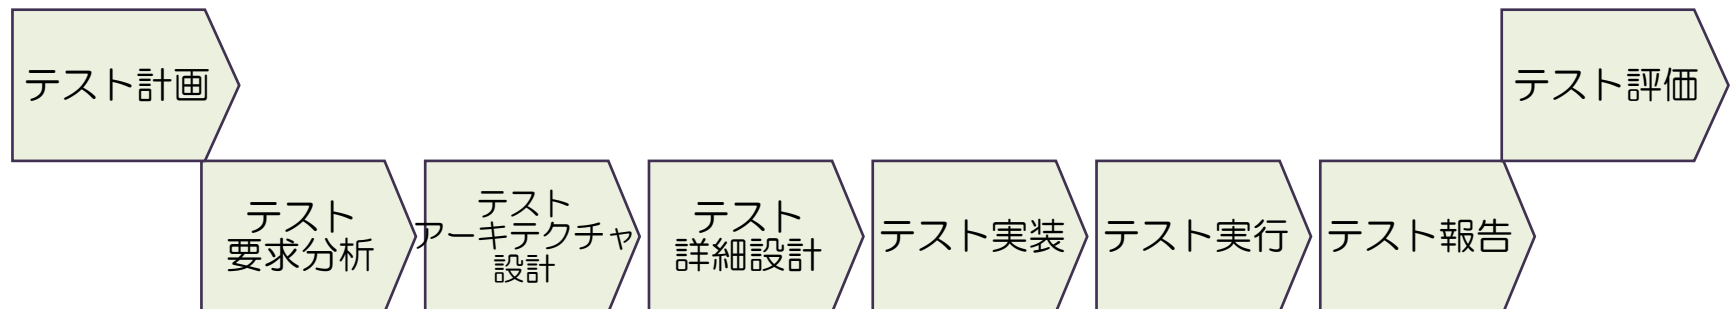 テスト計画
テスト
要求分析
テスト
アーキテクチャ
設計
テスト
詳細設計
テスト実装
テスト実行
テスト報告
テスト評価